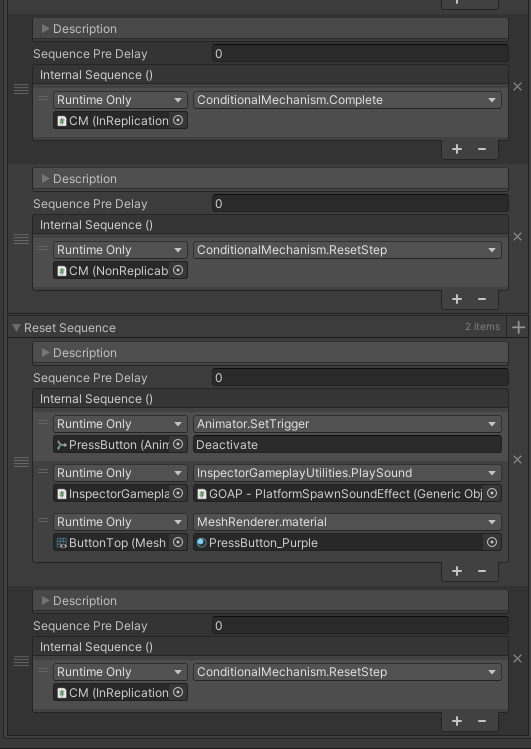 Description
Sequence Pre Delay 0
Internal Sequence ()
Runtime Only ConditionalMechanism.Complete
CM (InReplication
Description
Sequence Pre Delay 0
Internal Sequence ()
Runtime Only ConditionalMechanism.ResetStep
CM (NonReplicab
Reset Sequence 2 items
Description
Sequence Pre Delay 0
Internal Sequence ()
Runtime Only Animator.SetTrigger
PressButton (Anim Deactivate
Runtime Only InspectorGameplayUtilities.PlaySound
InspectorGamepla GOAP - PlatformSpawnSoundEffect (Generic Obj
Runtime Only MeshRenderer.material
ButtonTop (Mesh PressButton_Purple
Description
Sequence Pre Delay 0
Internal Sequence ()
Runtime Only ConditionalMechanism.ResetStep
CM (InReplication